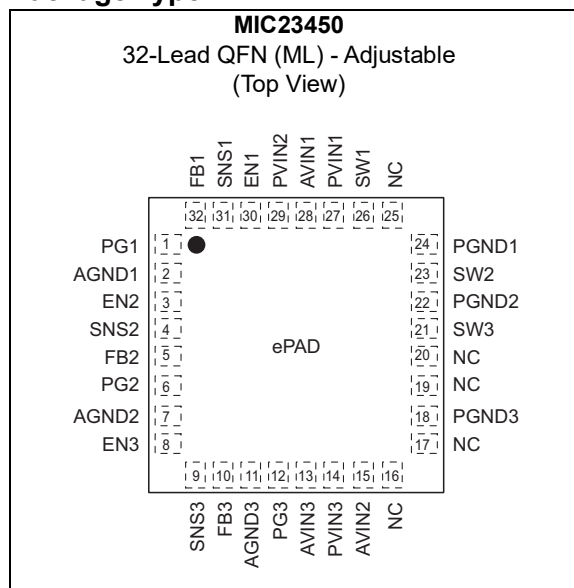 MIC23450
32-Lead QFN (ML) - Adjustable
(Top View)
FB1
SNS1
EN1
PVIN2
AVIN1
PVIN1
SW1
NC
32 31 30 29 28 27 26 25
PG1 1
AGND1 2
EN2 3
SNS2 4
FB2 5
PG2 6
AGND2 7
EN3 8
ePAD
24 PGND1
23 SW2
22 PGND2
21 SW3
20 NC
19 NC
18 PGND3
17 NC
9 10 11 12 13 14 15 16
SNS3
FB3
AGND3
PG3
AVIN3
PVIN3
AVIN2
NC